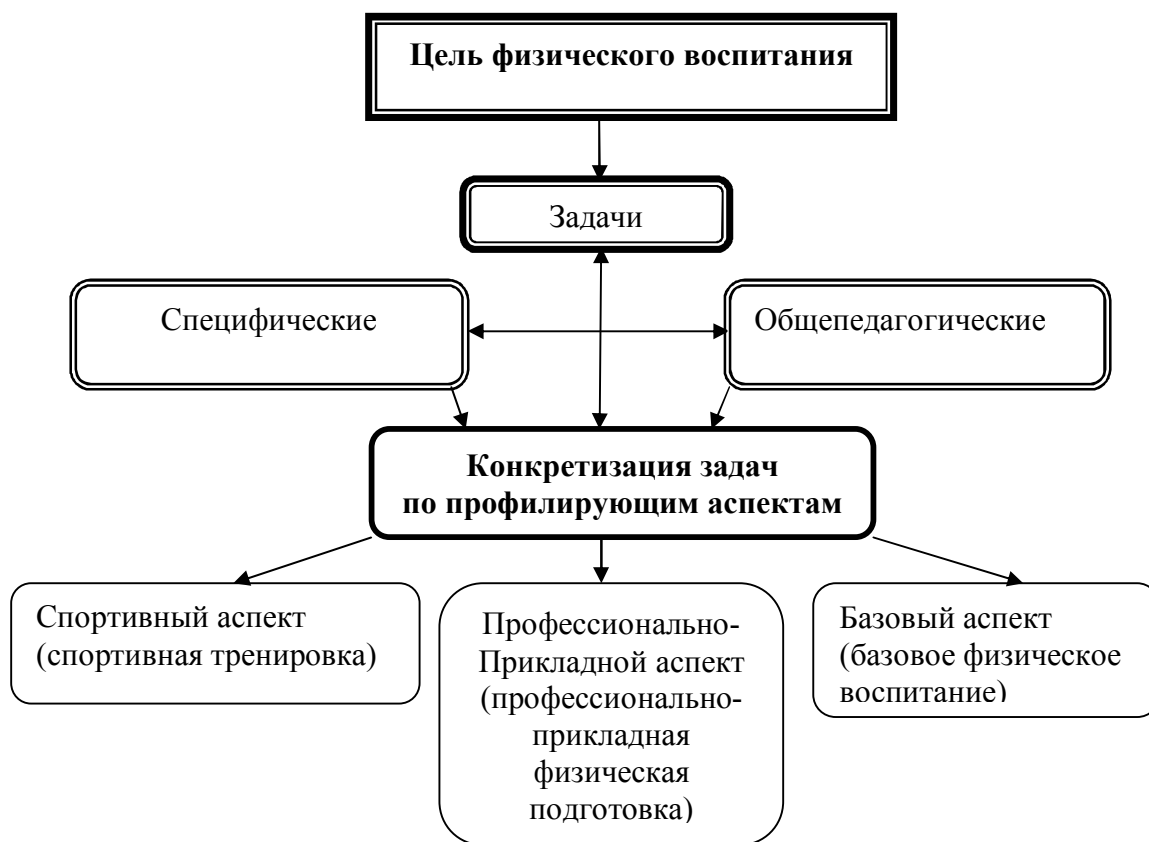 Цель физического воспитания
Задачи
Специфические
Общепедагогические
Конкретизация задач
по профилирующим аспектам
Спортивный аспект
(спортивная тренировка)
Профессионально-
Прикладной аспект
(профессионально-
прикладная
физическая
подготовка)
Базовый аспект
(базовое физическое
воспитание)